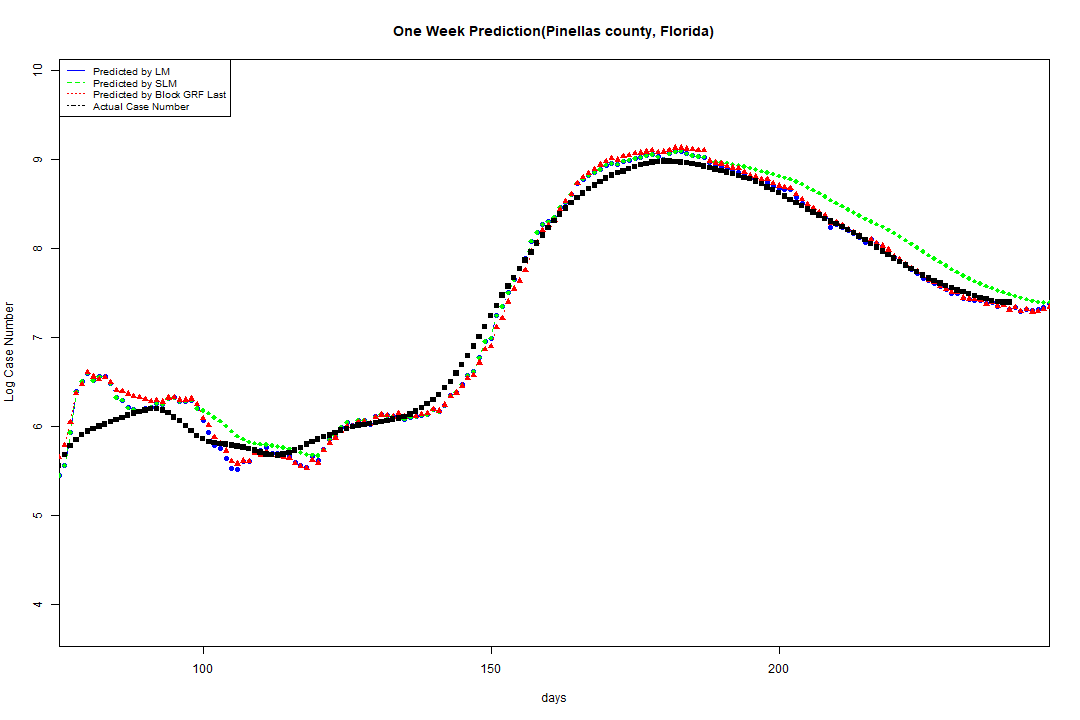 One Week Prediction(Pinellas county, Florida)
Predicted by LM
Predicted by SLM
Predicted by Block GRF Last
Actual Case Number
10
9
8
7
6
5
4
Log Case Number
100 150 200
days